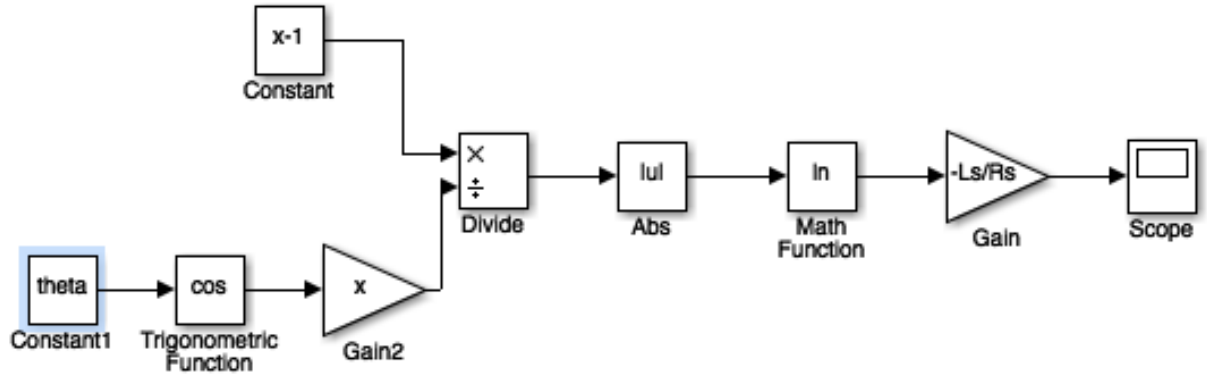 x-1
Constant
×
÷
Divide
|u|
Abs
ln
Math
Function
-Ls/Rs
Gain
Scope
theta
Constant1
cos
Trigonometric
Function
x
Gain2